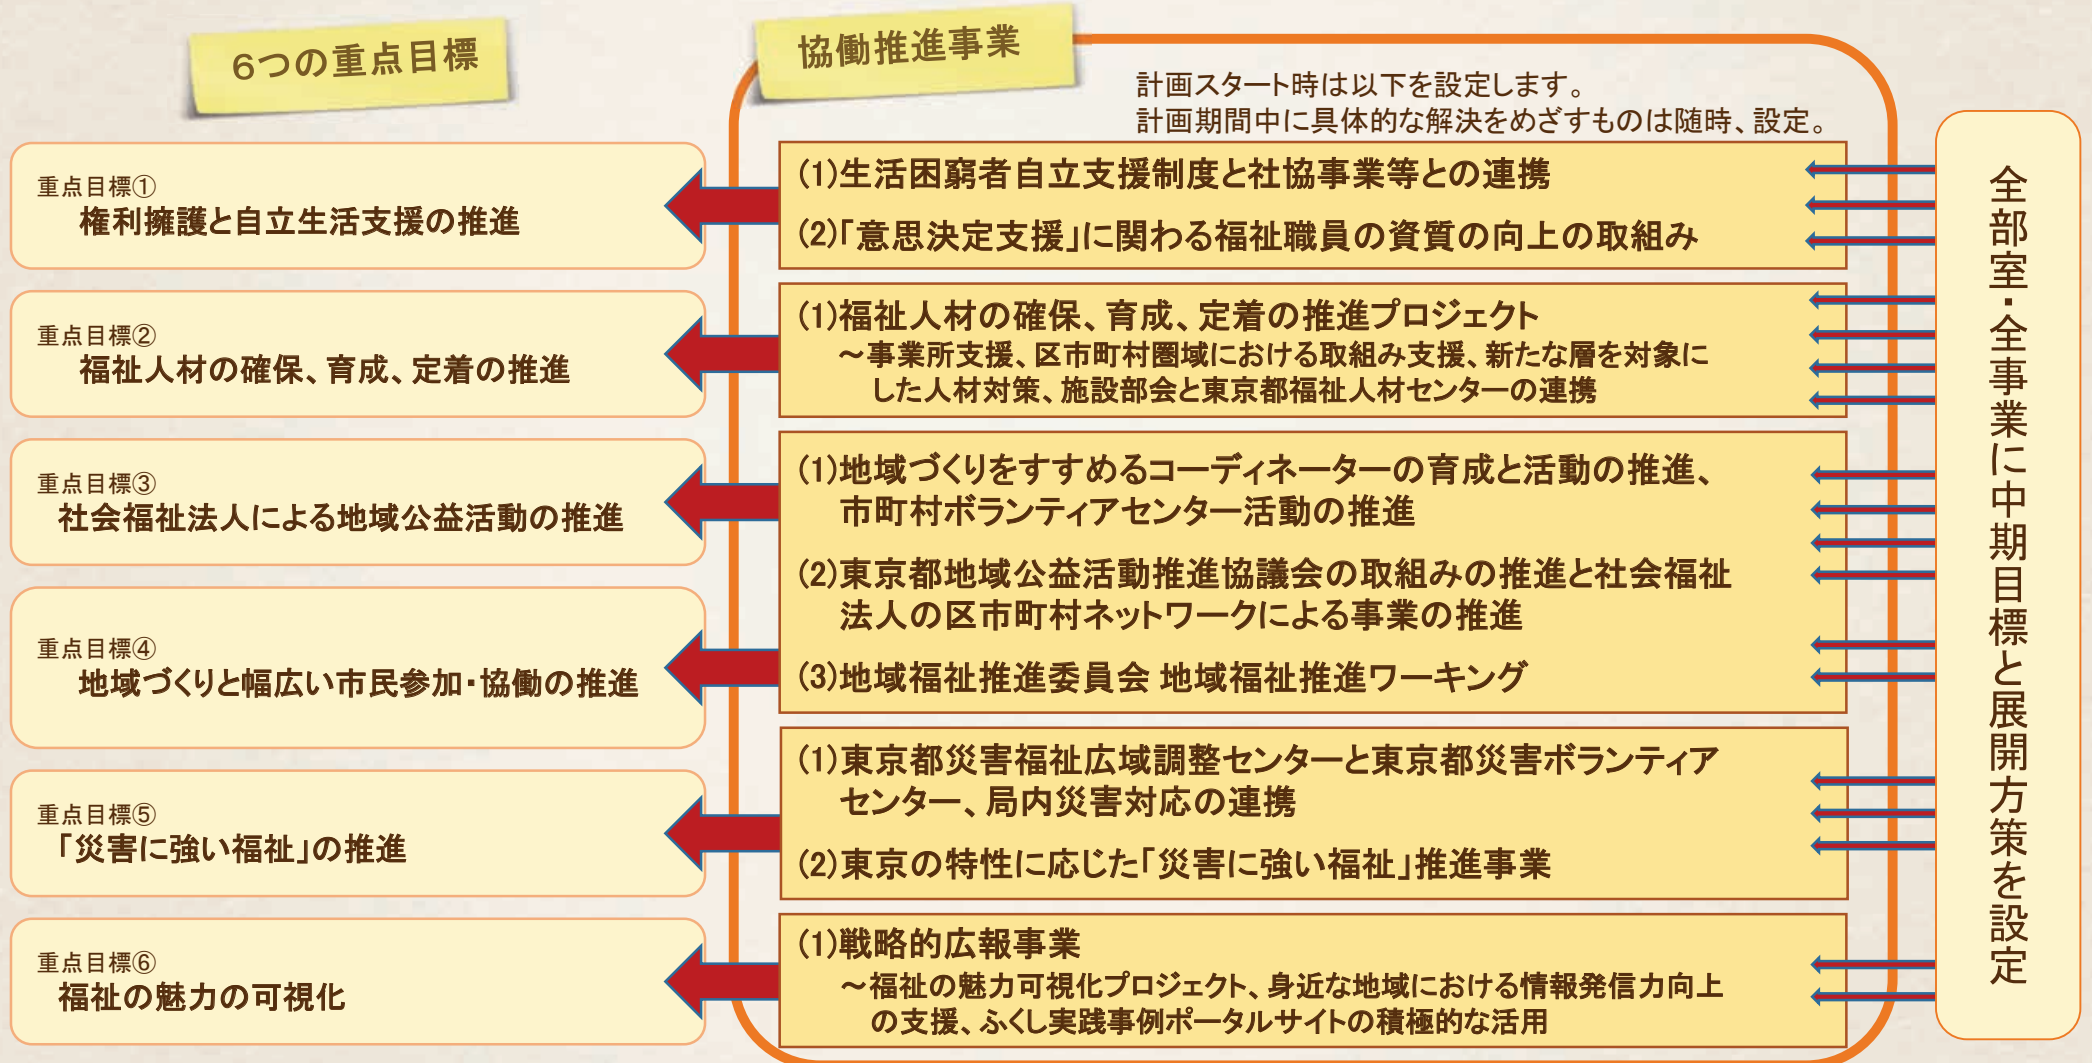 6つの重点目標
協働推進事業
計画スタート時は以下を設定します。
計画期間中に具体的な解決をめざすものは随時、設定。
重点目標①
権利擁護と自立生活支援の推進
(1)生活困窮者自立支援制度と社協事業等との連携
(2)「意思決定支援」に関わる福祉職員の資質の向上の取組み
重点目標②
福祉人材の確保、育成、定着の推進
(1)福祉人材の確保、育成、定着の推進プロジェクト
～事業所支援、区市町村圏域における取組み支援、新たな層を対象に
した人材対策、施設部会と東京都福祉人材センターの連携
重点目標③
社会福祉法人による地域公益活動の推進
重点目標④
地域づくりと幅広い市民参加・協働の推進
(1)地域づくりをすすめるコーディネーターの育成と活動の推進、
市町村ボランティアセンター活動の推進
(2)東京都地域公益活動推進協議会の取組みの推進と社会福祉
法人の区市町村ネットワークによる事業の推進
(3)地域福祉推進委員会 地域福祉推進ワーキング
重点目標⑤
「災害に強い福祉」の推進
(1)東京都災害福祉広域調整センターと東京都災害ボランティア
センター、局内災害対応の連携
(2)東京の特性に応じた「災害に強い福祉」推進事業
重点目標⑥
福祉の魅力の可視化
(1)戦略的広報事業
～福祉の魅力可視化プロジェクト、身近な地域における情報発信力向上
の支援、ふくし実践事例ポータルサイトの積極的な活用
全部室・全事業に中期目標と展開方策を設定